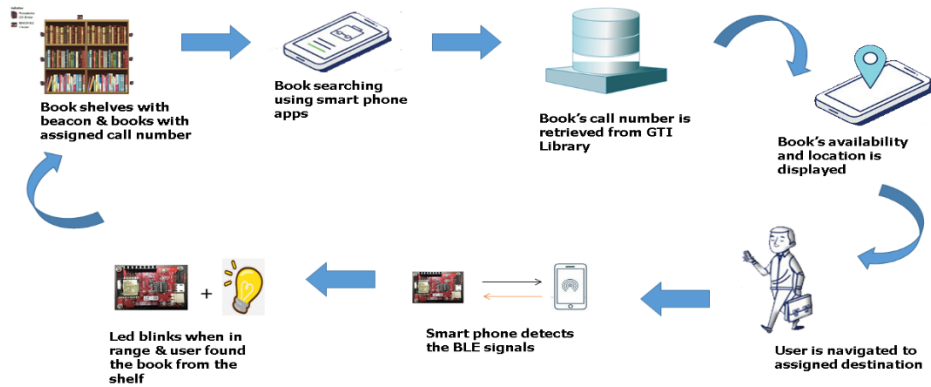 Book shelves with
beacon & books with
assigned call number
Book searching
using smart phone
apps
Book's call number is
retrieved from GTI
Library
Book's availability
and location is
displayed
User is navigated to
assigned destination
Smart phone detects
the BLE signals
+
Led blinks when in
range & user found
the book from the
shelf